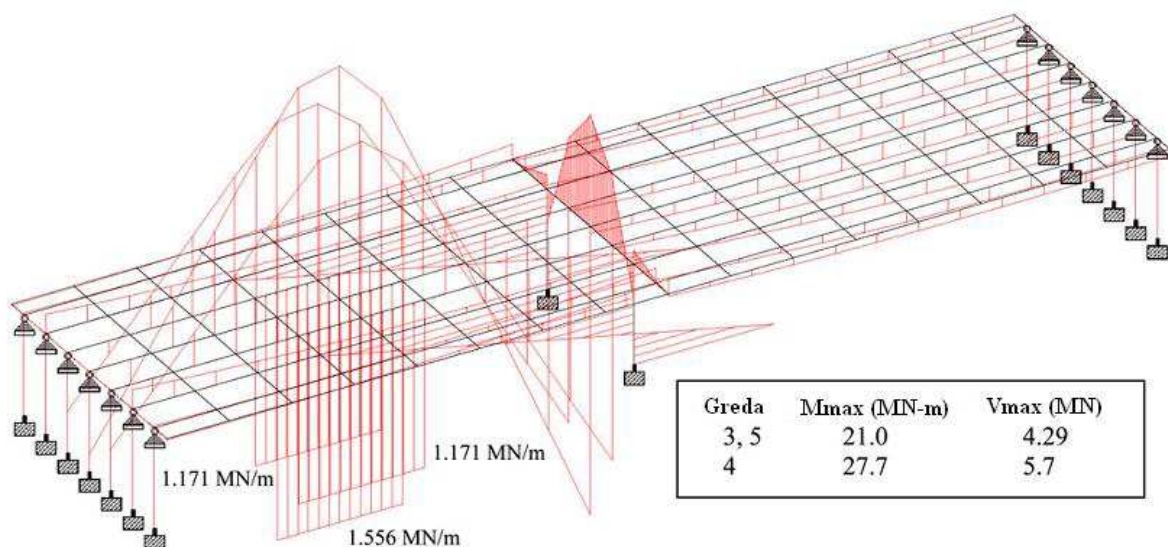 1.171 MN/m
1.171 MN/m
1.556 MN/m
Greda Mmax (MN-m) Vmax (MN)
3, 5 21.0 4.29
4 27.7 5.7